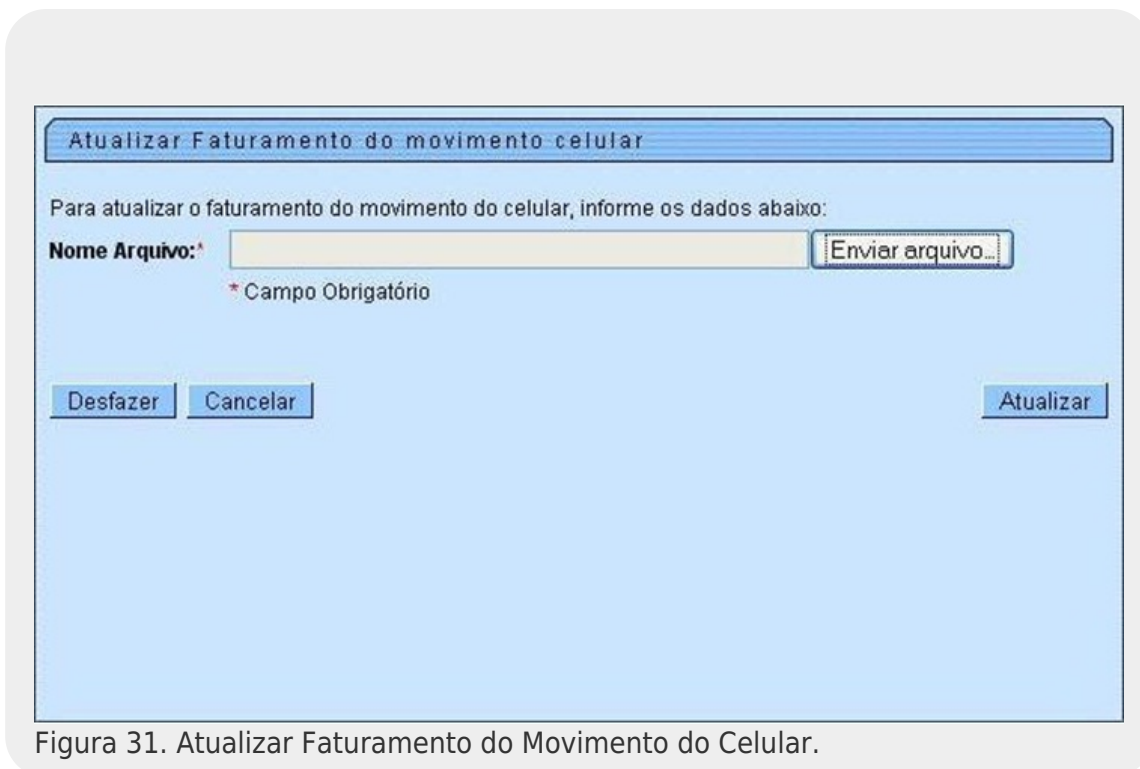 Atualizar Faturamento do movimento celular
Para atualizar o faturamento do movimento do celular, informe os dados abaixo:
Nome Arquivo:* Enviar arquivo...
* Campo Obrigatório
Desfazer Cancelar Atualizar
Figura 31. Atualizar Faturamento do Movimento do Celular.